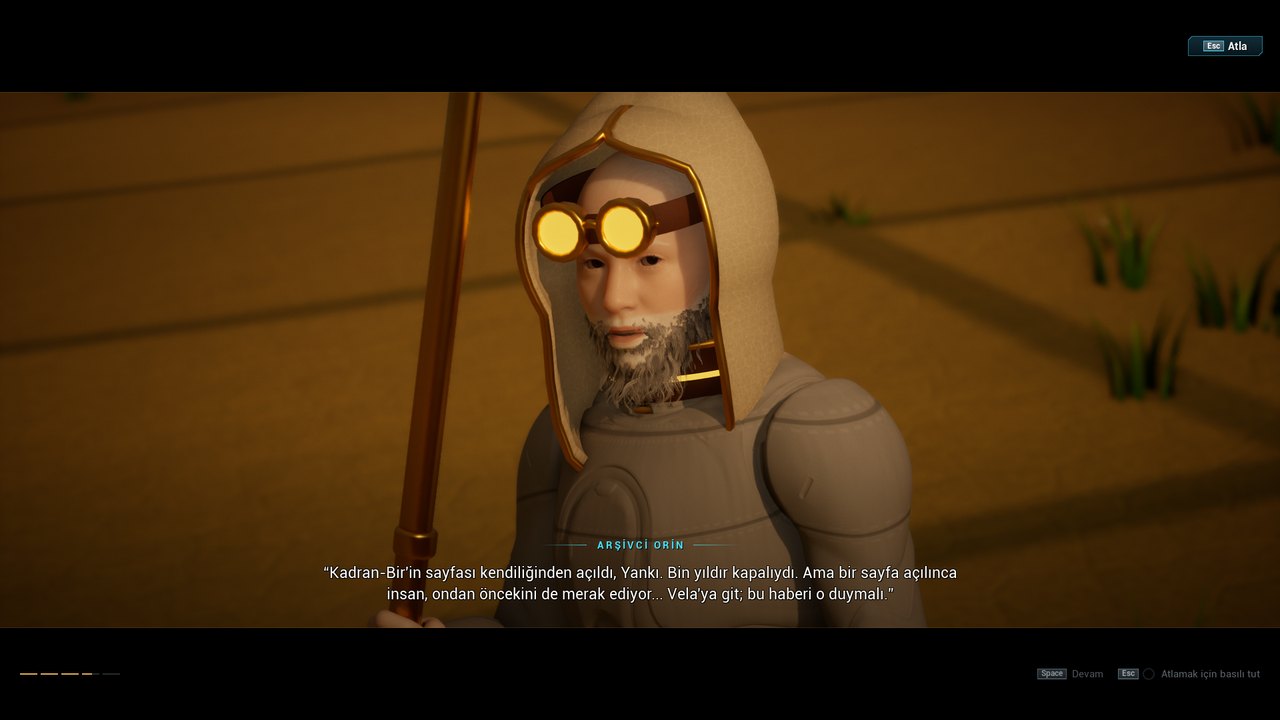 Esc Atla
ARŞİVCİ ORİN
“Kadran-Bir'in sayfası kendiliğinden açıldı, Yankı. Bin yıldır kapalıydı. Ama bir sayfa açılınca
insan, ondan öncekini de merak ediyor... Vela'ya git; bu haberi o duymalı.”
Space Devam Esc Atlamak için basılı tut